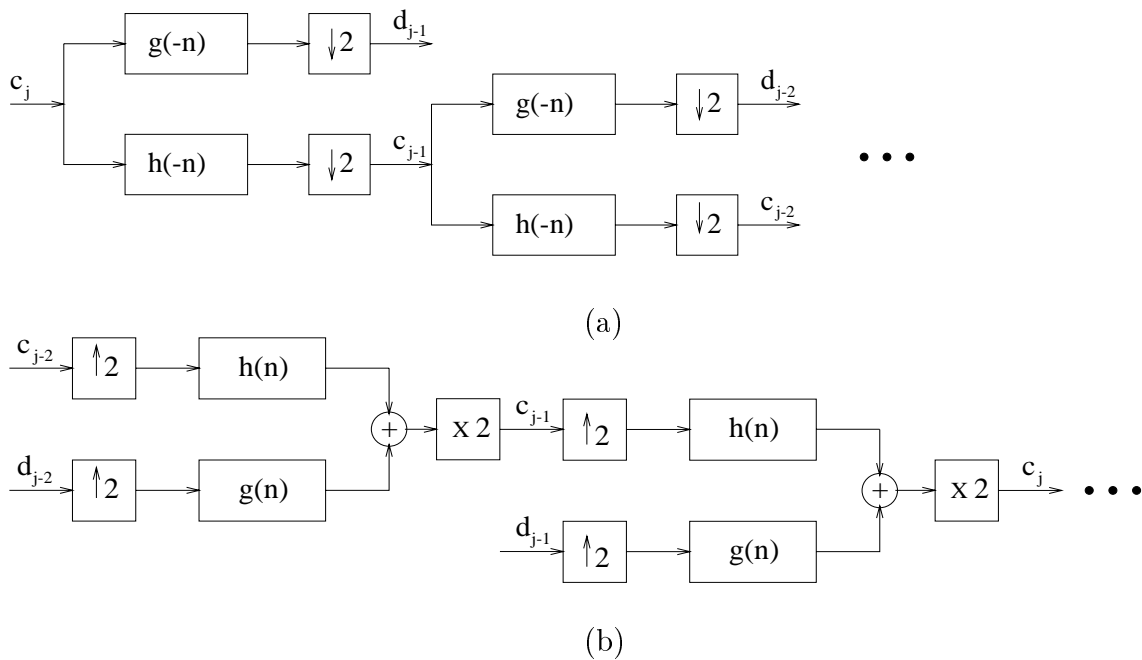 d_{j-1}
g(-n) ↓2
c_j
d_{j-2}
g(-n) ↓2
h(-n) ↓2 c_{j-1}
• • •
c_{j-2}
h(-n) ↓2
(a)
c_{j-2}
↑2 h(n)
c_{j-1}
+ x 2 ↑2 h(n)
d_{j-2}
↑2 g(n)
c_j
+ x 2 • • •
d_{j-1}
↑2 g(n)
(b)